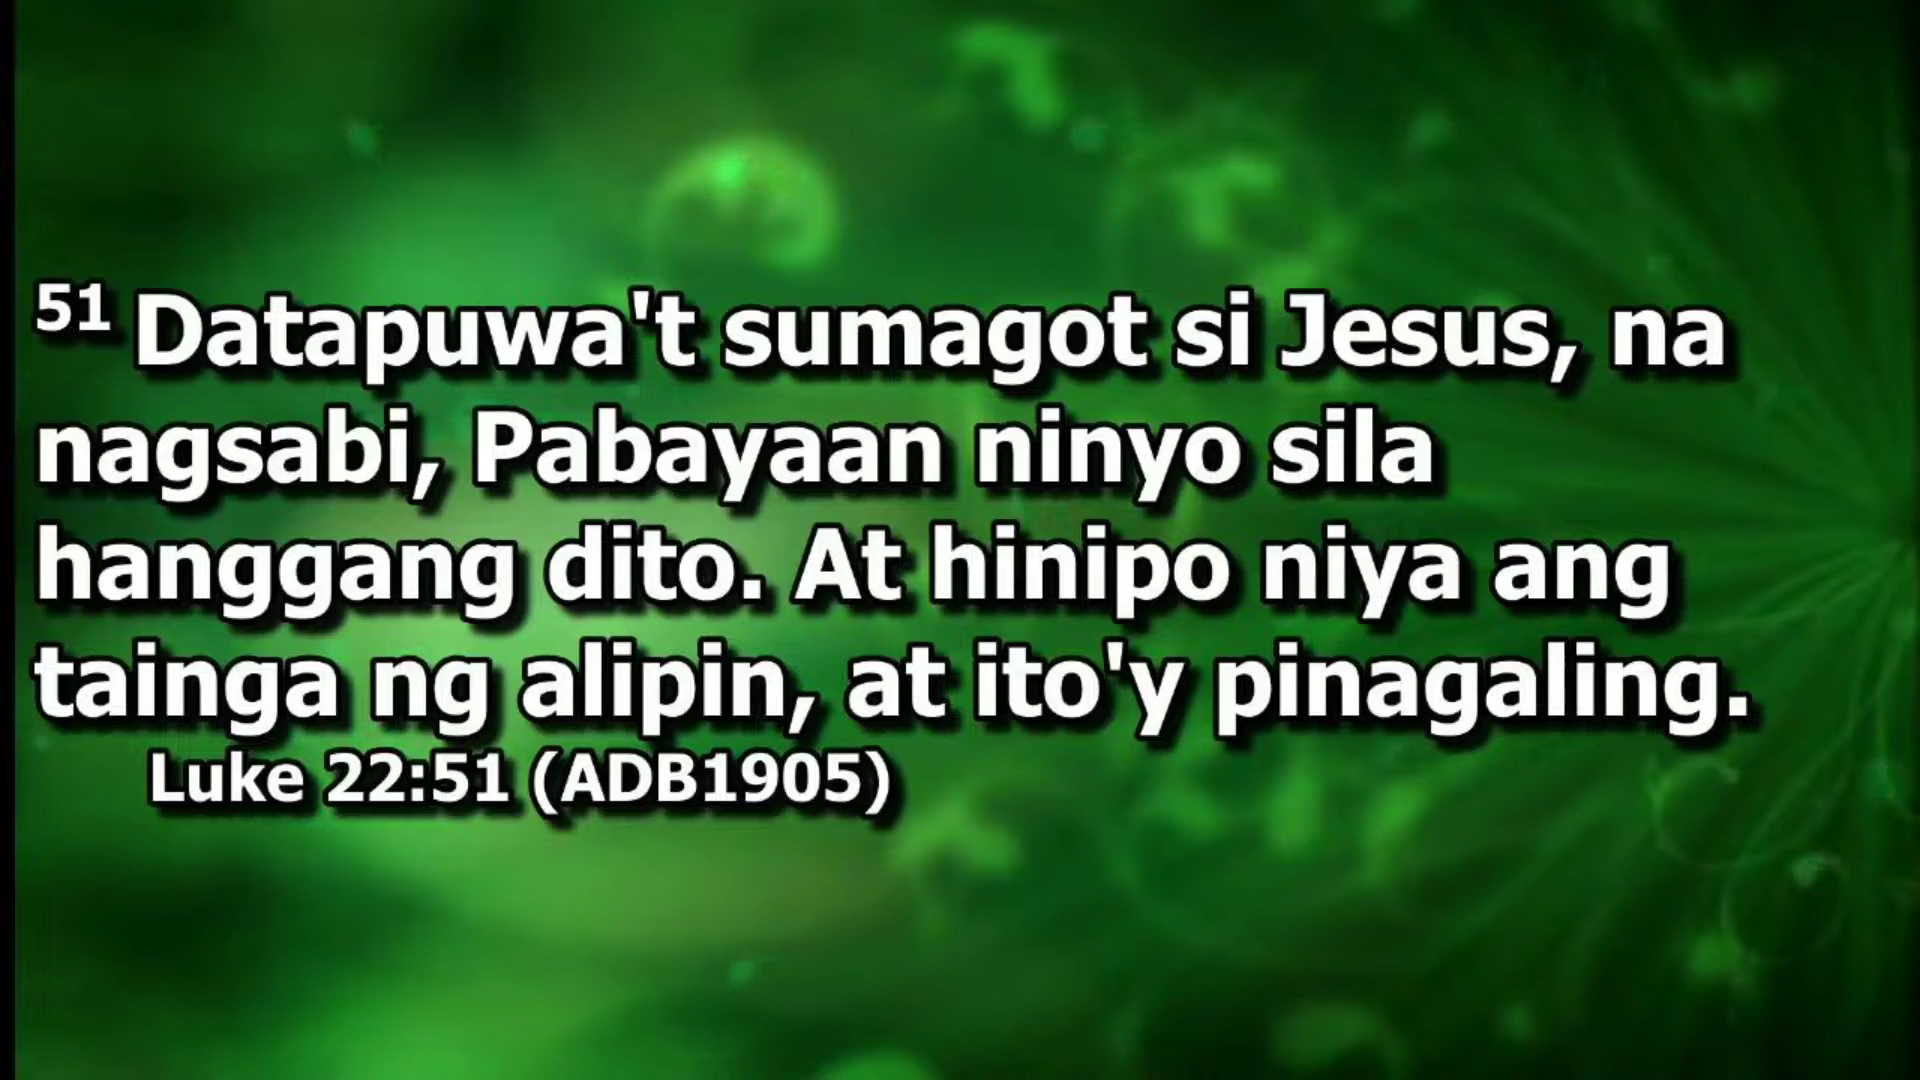 51 Datapuwa't sumagot si Jesus, na
nagsabi, Pabayaan ninyo sila
hanggang dito. At hinipo niya ang
tainga ng alipin, at ito'y pinagaling.
Luke 22:51 (ADB1905)